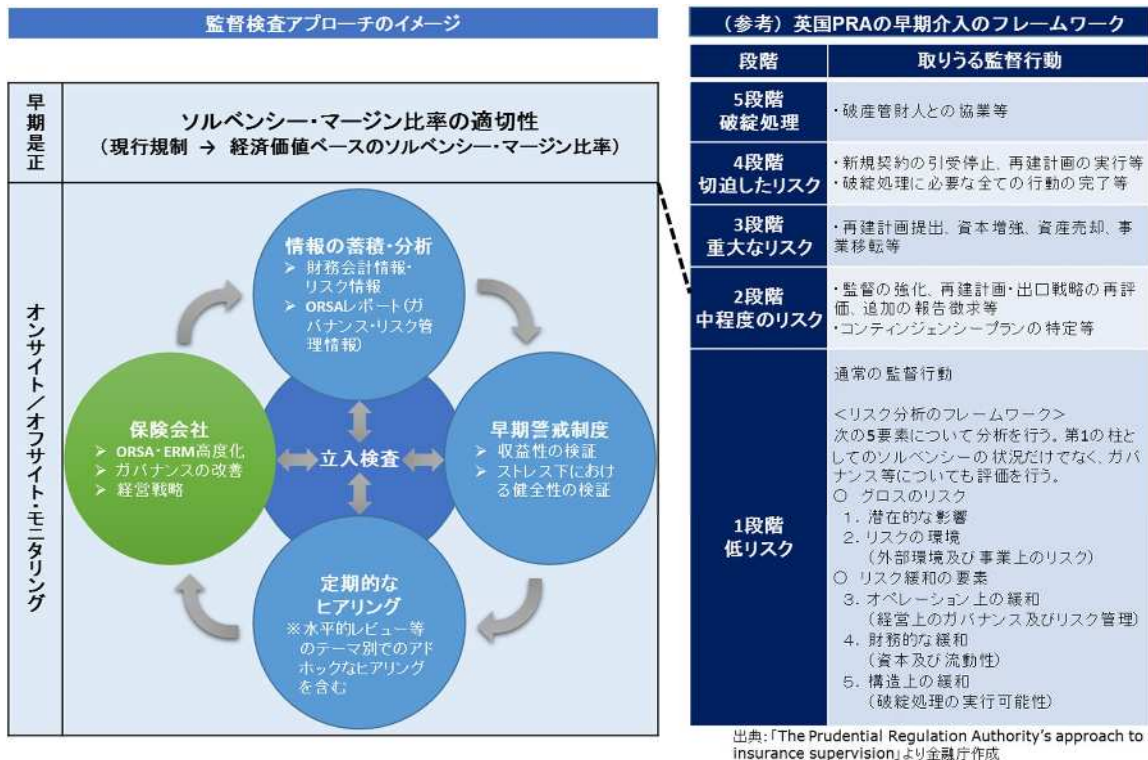 監督検査アプローチのイメージ
早期是正
ソルベンシー・マージン比率の適切性
(現行規制 → 経済価値ベースのソルベンシー・マージン比率)
オンサイト/オフサイト・モニタリング
情報の蓄積・分析
➢ 財務会計情報・
リスク情報
➢ ORSAレポート(ガ
バナンス・リスク管
理情報)
保険会社
➢ ORSA・ERM高度化
➢ ガバナンスの改善
➢ 経営戦略
立入検査
早期警戒制度
➢ 収益性の検証
➢ ストレス下におけ
る健全性の検証
定期的な
ヒアリング
※水平的レビュー等
のテーマ別でのアド
ホックなヒアリング
を含む
(参考)英国PRAの早期介入のフレームワーク
段階
取りうる監督行動
5段階
破綻処理
・破産管財人との協業等
4段階
切迫したリスク
・新規契約の引受停止、再建計画の実行等
・破綻処理に必要な全ての行動の完了等
3段階
重大なリスク
・再建計画提出、資本増強、資産売却、事
業移転等
2段階
中程度のリスク
・監督の強化、再建計画・出口戦略の再評
価、追加の報告徴求等
・コンティンジェンシープランの特定等
1段階
低リスク
通常の監督行動
<リスク分析のフレームワーク>
次の5要素について分析を行う。第1の柱と
してのソルベンシーの状況だけでなく、ガバ
ナンス等についても評価を行う。
○ グロスのリスク
1. 潜在的な影響
2. リスクの環境
(外部環境及び事業上のリスク)
○ リスク緩和の要素
3. オペレーション上の緩和
(経営上のガバナンス及びリスク管理)
4. 財務的な緩和
(資本及び流動性)
5. 構造上の緩和
(破綻処理の実行可能性)
出典:「The Prudential Regulation Authority's approach to
insurance supervision」より金融庁作成